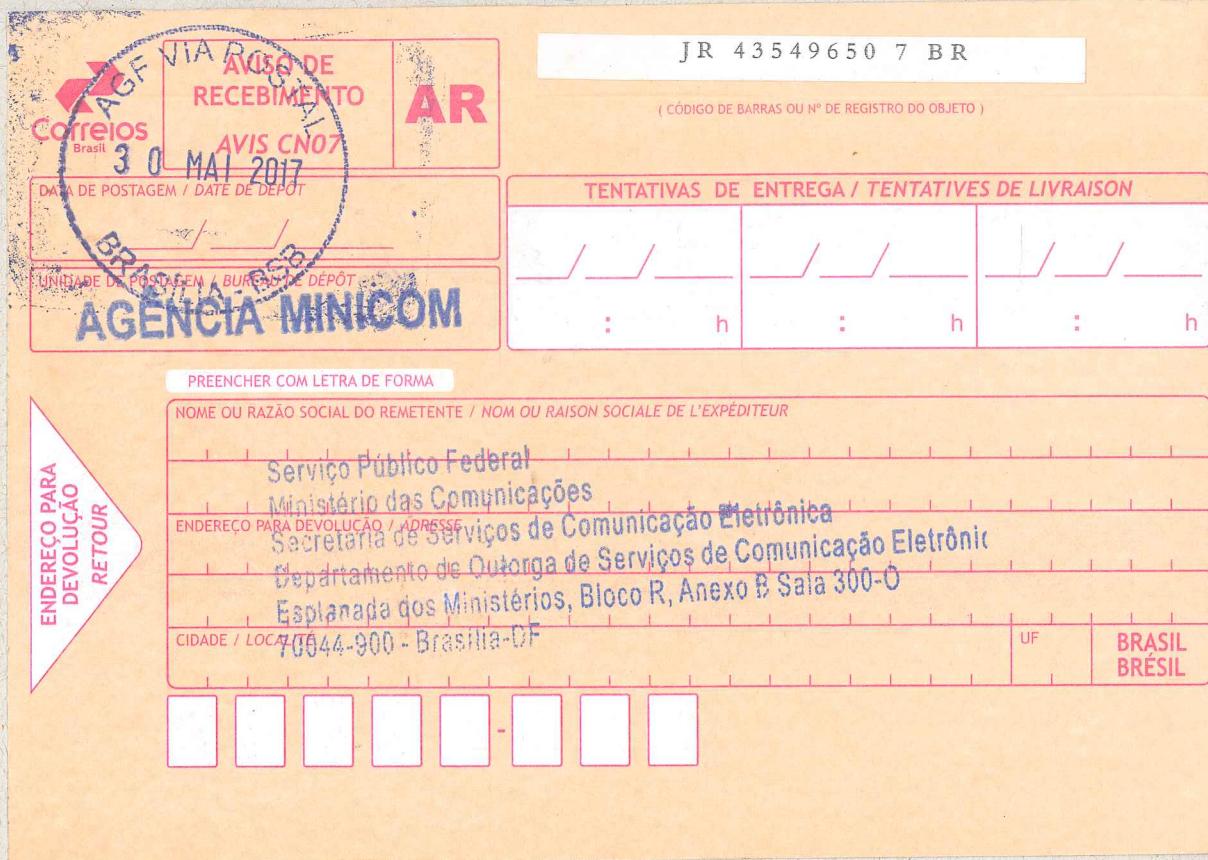 JR 43549650 7 BR
( CÓDIGO DE BARRAS OU Nº DE REGISTRO DO OBJETO )
Correios
Brasil
AVISO DE
RECEBIMENTO
AVIS CN07
AR
AGF VIA POSTAL
30 MAI 2017
BRASÍLIA - BSB
DATA DE POSTAGEM / DATE DE DÉPÔT
UNIDADE DE POSTAGEM / BUREAU DE DÉPÔT
AGÊNCIA MINICOM
TENTATIVAS DE ENTREGA / TENTATIVES DE LIVRAISON
: h : h : h
PREENCHER COM LETRA DE FORMA
ENDEREÇO PARA
DEVOLUÇÃO
RETOUR
NOME OU RAZÃO SOCIAL DO REMETENTE / NOM OU RAISON SOCIALE DE L'EXPÉDITEUR
Serviço Público Federal
Ministério das Comunicações
ENDEREÇO PARA DEVOLUÇÃO / ADRESSE
Secretaria de Serviços de Comunicação Eletrônica
Departamento de Outorga de Serviços de Comunicação Eletrônic
Esplanada dos Ministérios, Bloco R, Anexo B Sala 300-O
CIDADE / LOCALITÉ
70044-900 - Brasília-DF
UF
BRASIL
BRÉSIL